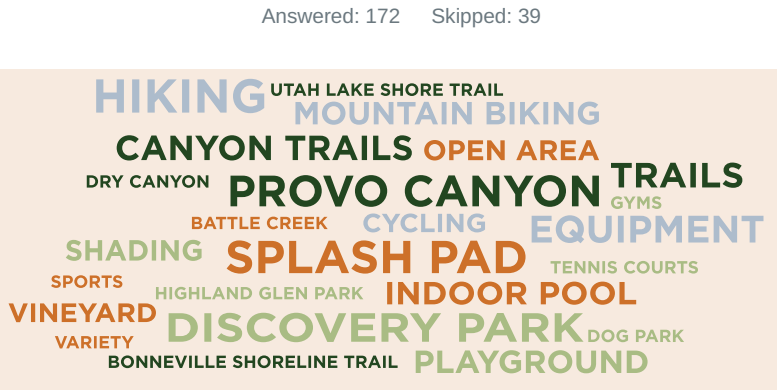 Answered: 172 Skipped: 39
HIKING UTAH LAKE SHORE TRAIL
MOUNTAIN BIKING
CANYON TRAILS OPEN AREA
TRAILS
DRY CANYON PROVO CANYON
GYMS
BATTLE CREEK CYCLING EQUIPMENT
SHADING SPLASH PAD TENNIS COURTS
SPORTS
HIGHLAND GLEN PARK INDOOR POOL
VINEYARD
DISCOVERY PARK DOG PARK
VARIETY
BONNEVILLE SHORELINE TRAIL PLAYGROUND